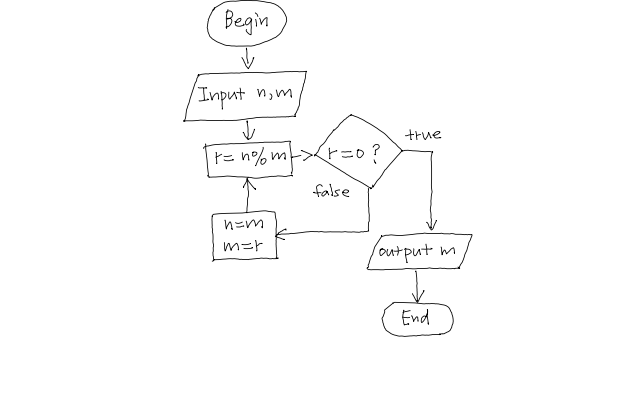 Begin
Input n,m
r=n%m
r=0?
true
false
n=m
m=r
output m
End